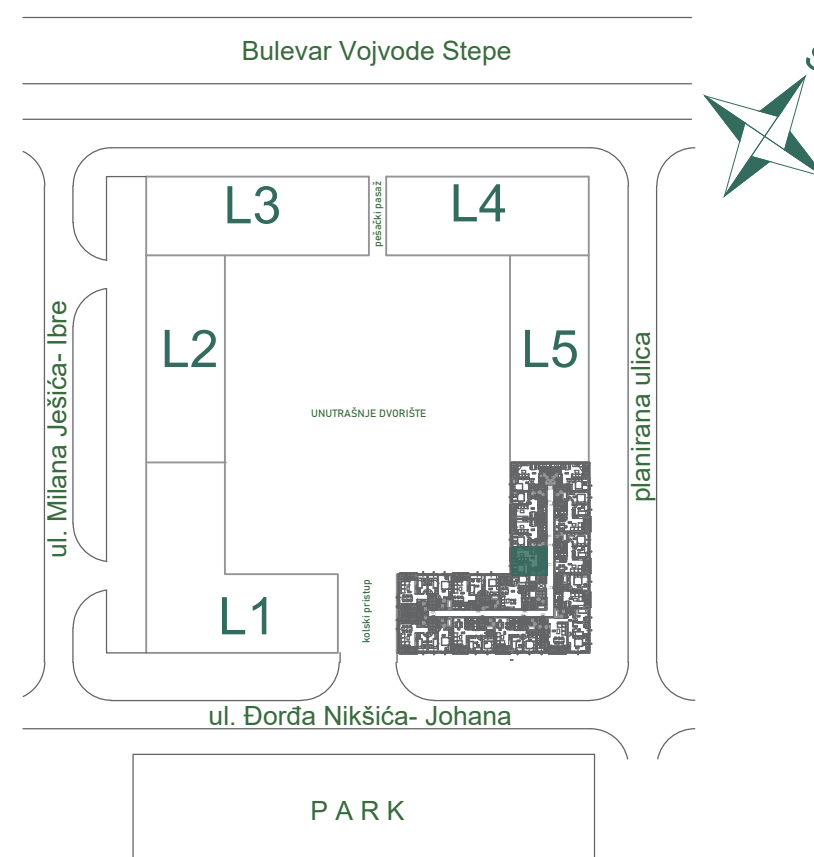 Bulevar Vojvode Stepe
S
L3
pešački pasaž
L4
L2
L5
ul. Milana Ješića- Ibre
UNUTRAŠNJE DVORIŠTE
planirana ulica
L1
kolski pristup
ul. Đorđa Nikšića- Johana
PARK